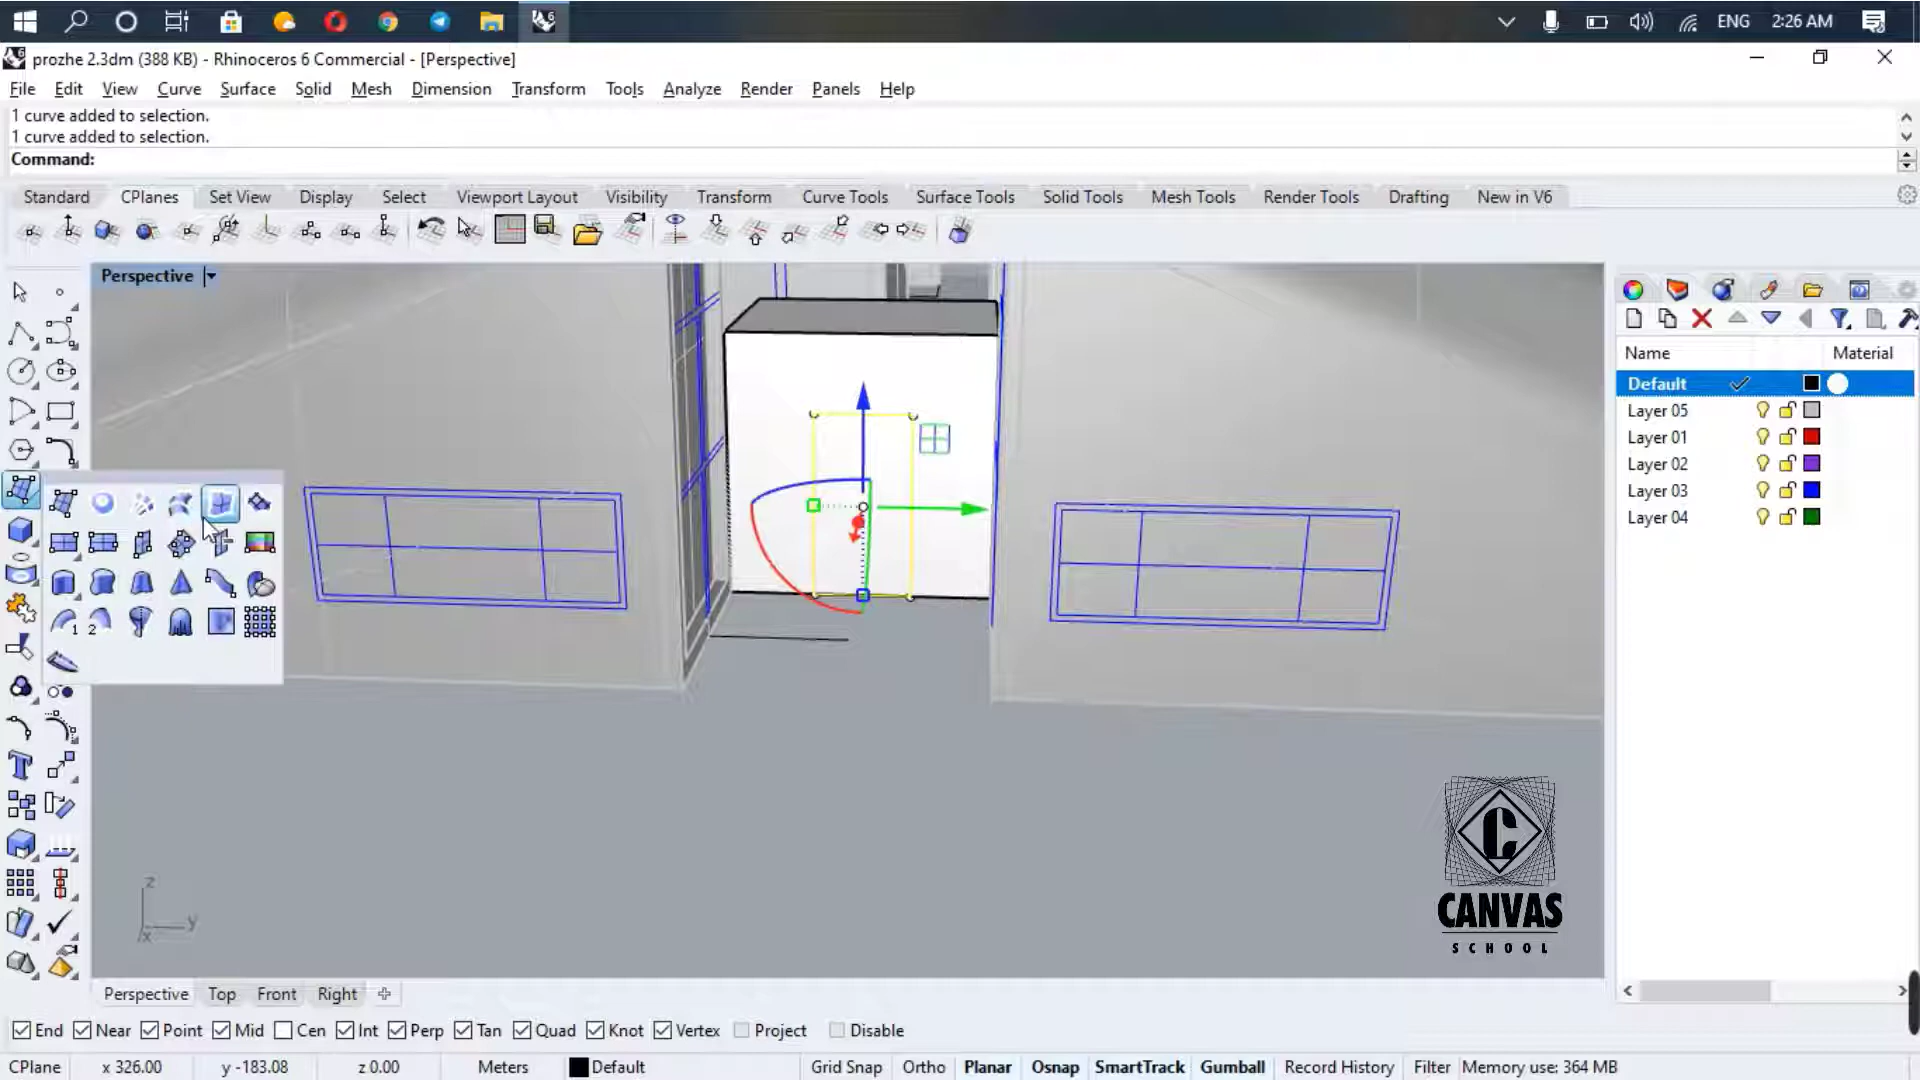 ENG
2:26 AM
prozhe 2.3dm (388 KB) - Rhinoceros 6 Commercial - [Perspective]
File Edit View Curve Surface Solid Mesh Dimension Transform Tools Analyze Render Panels Help
1 curve added to selection.
1 curve added to selection.
Command:
Standard CPlanes Set View Display Select Viewport Layout Visibility Transform Curve Tools Surface Tools Solid Tools Mesh Tools Render Tools Drafting New in V6
Perspective
Name Material
Default
Layer 05
Layer 01
Layer 02
Layer 03
Layer 04
1
2
z
y
x
C
CANVAS
SCHOOL
Perspective Top Front Right
End Near Point Mid Cen Int Perp Tan Quad Knot Vertex Project Disable
CPlane x 326.00 y -183.08 z 0.00 Meters Default Grid Snap Ortho Planar Osnap SmartTrack Gumball Record History Filter Memory use: 364 MB